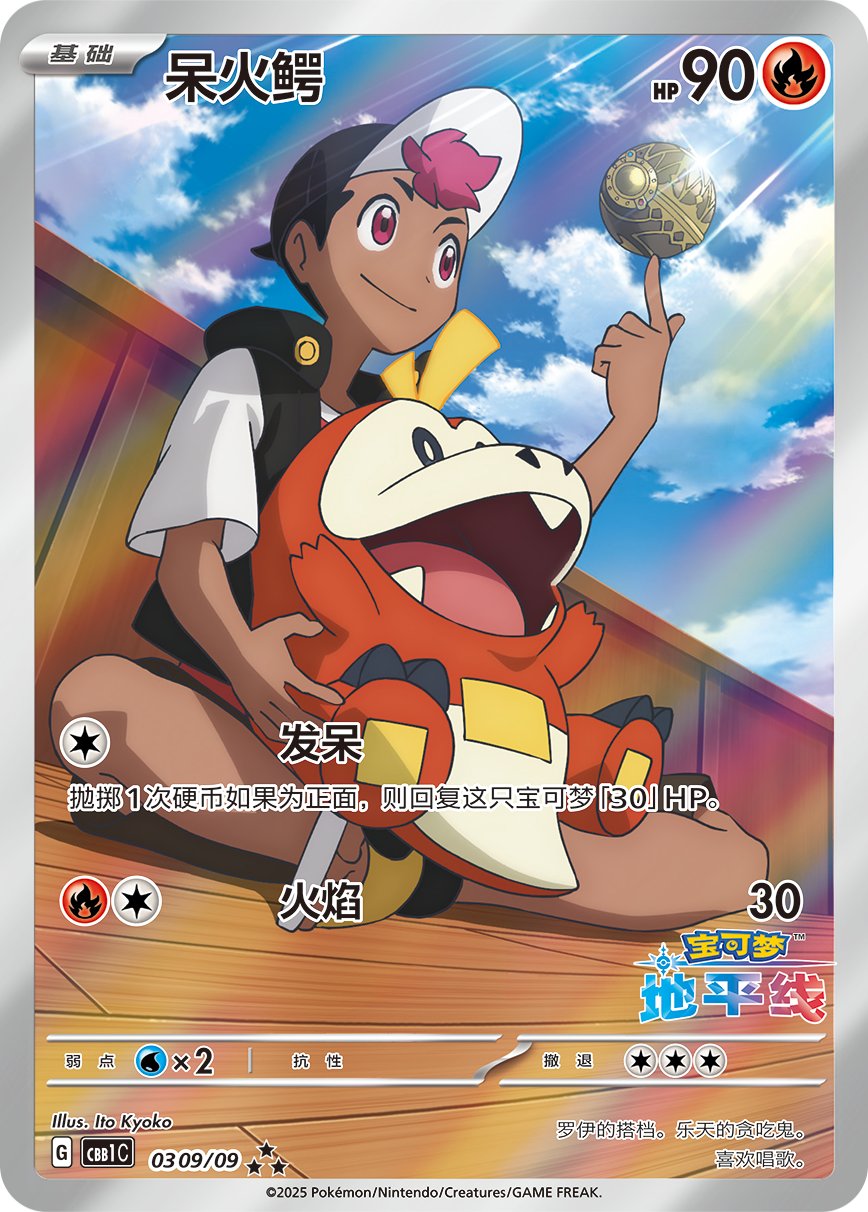 基础
呆火鳄
HP 90
发呆
抛掷1次硬币如果为正面，则回复这只宝可梦「30」HP。
火焰 30
宝可梦™
地平线
弱点 ×2 抗性 撤退
Illus. Ito Kyoko
罗伊的搭档。乐天的贪吃鬼。
喜欢唱歌。
G CBB1C 03 09/09
©2025 Pokémon/Nintendo/Creatures/GAME FREAK.